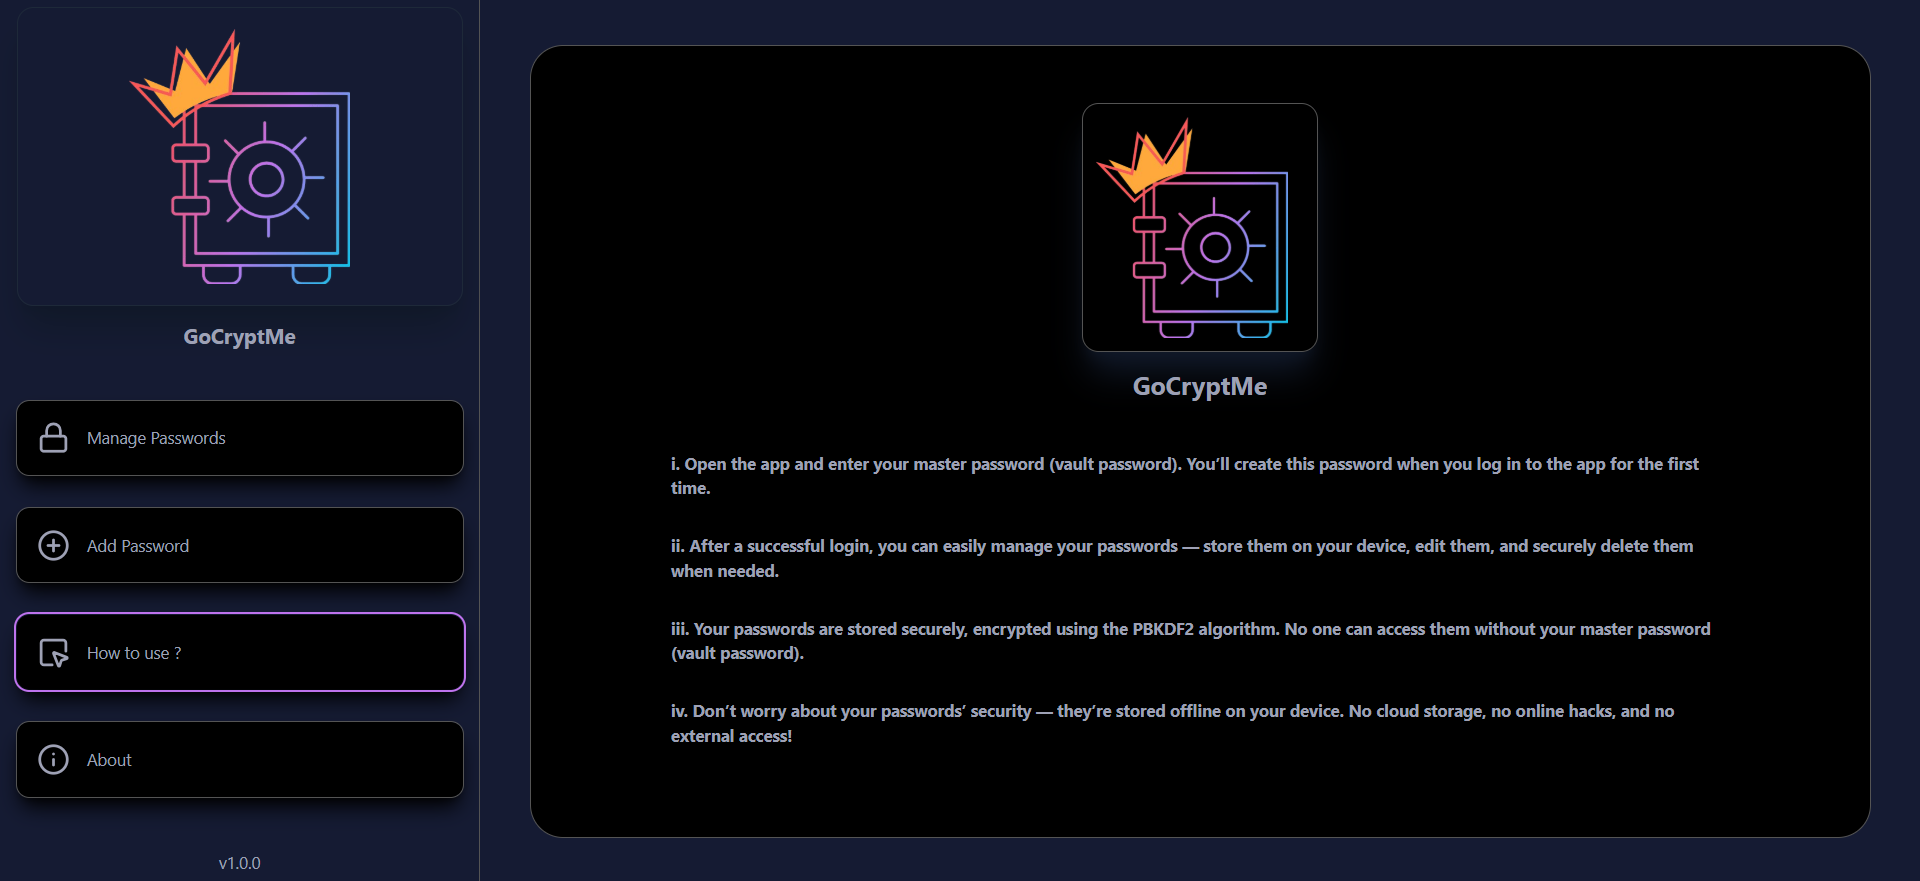 GoCryptMe
Manage Passwords
Add Password
How to use ?
About
v1.0.0
GoCryptMe
i. Open the app and enter your master password (vault password). You’ll create this password when you log in to the app for the first
time.
ii. After a successful login, you can easily manage your passwords — store them on your device, edit them, and securely delete them
when needed.
iii. Your passwords are stored securely, encrypted using the PBKDF2 algorithm. No one can access them without your master password
(vault password).
iv. Don’t worry about your passwords’ security — they’re stored offline on your device. No cloud storage, no online hacks, and no
external access!